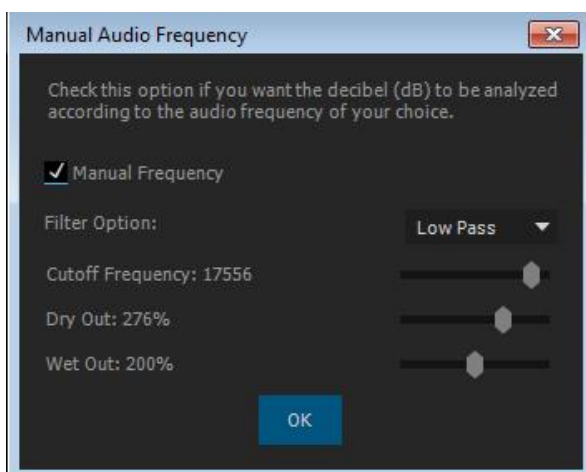 Manual Audio Frequency
Check this option if you want the decibel (dB) to be analyzed
according to the audio frequency of your choice.
Manual Frequency
Filter Option:
Low Pass
Cutoff Frequency: 17556
Dry Out: 276%
Wet Out: 200%
OK